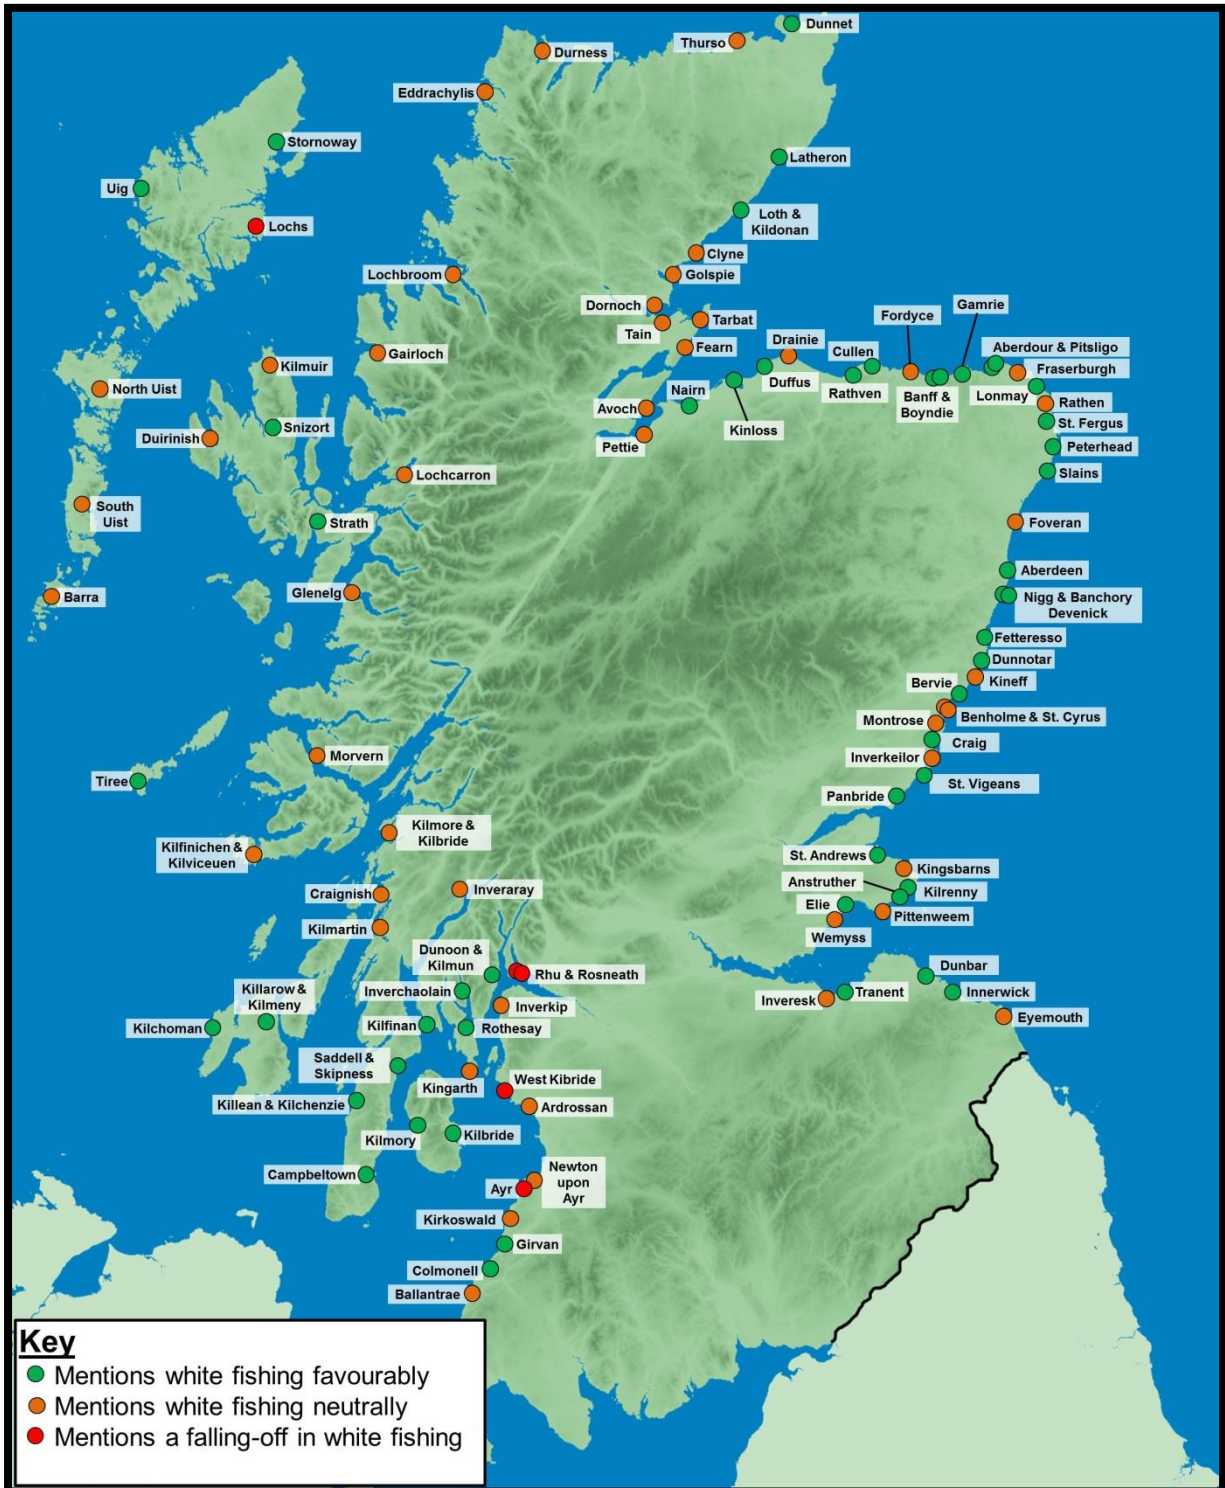 Dunnet
Thurso
Durness
Eddrachylis
Stornoway
Latheron
Uig
Loth &
Kildonan
Lochs
Clyne
Lochbroom
Golspie
Dornoch
Tarbat
Tain
Fearn
Gamrie
Fordyce
Drainie
Cullen
Aberdour & Pitsligo
Gairloch
Kilmuir
Fraserburgh
Duffus
Rathven
North Uist
Nairn
Banff &
Boyndie
Lonmay
Rathen
Avoch
Kinloss
St. Fergus
Snizort
Duirinish
Pettie
Peterhead
Slains
Lochcarron
South
Uist
Strath
Foveran
Aberdeen
Glenelg
Barra
Nigg & Banchory
Devenick
Fetteresso
Dunnotar
Kineff
Bervie
Benholme & St. Cyrus
Montrose
Craig
Morvern
Inverkeilor
Tiree
St. Vigeans
Panbride
Kilmore &
Kilbride
Kilfinichen &
Kilviceuen
St. Andrews
Kingsbarns
Anstruther
Kilrenny
Craignish
Inveraray
Elie
Pittenweem
Kilmartin
Wemyss
Dunoon &
Kilmun
Rhu & Rosneath
Dunbar
Inverchaolain
Killarow &
Kilmeny
Inveresk
Tranent
Innerwick
Inverkip
Eyemouth
Kilchoman
Kilfinan
Rothesay
Saddell &
Skipness
Kingarth
West Kibride
Killean & Kilchenzie
Ardrossan
Kilmory
Kilbride
Campbeltown
Newton
upon
Ayr
Ayr
Kirkoswald
Girvan
Colmonell
Ballantrae
Key
Mentions white fishing favourably
Mentions white fishing neutrally
Mentions a falling-off in white fishing